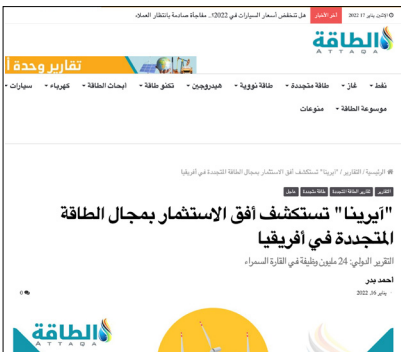 الإثنين, يناير 17 2022
أخر الأخبار
هل تنخفض أسعار السيارات في 2022؟.. مفاجأة صادمة بانتظار العملاء
الطاقة
ATTAQA
تقارير وحدة أ
نفط
غاز
طاقة متجددة
طاقة نووية
هيدروجين
تكنو طاقة
أبحاث الطاقة
كهرباء
سيارات
موسوعة الطاقة
منوعات
الرئيسية / التقارير / "آيرينا" تستكشف أفق الاستثمار بمجال الطاقة المتجددة في أفريقيا
التقارير
تقارير الطاقة المتجددة
طاقة متجددة
عاجل
"آيرينا" تستكشف أفق الاستثمار بمجال الطاقة
المتجددة في أفريقيا
التقرير الدولي: 24 مليون وظيفة في القارة السمراء
احمد بدر
يناير 16, 2022
0
الطاقة
ATTAQA